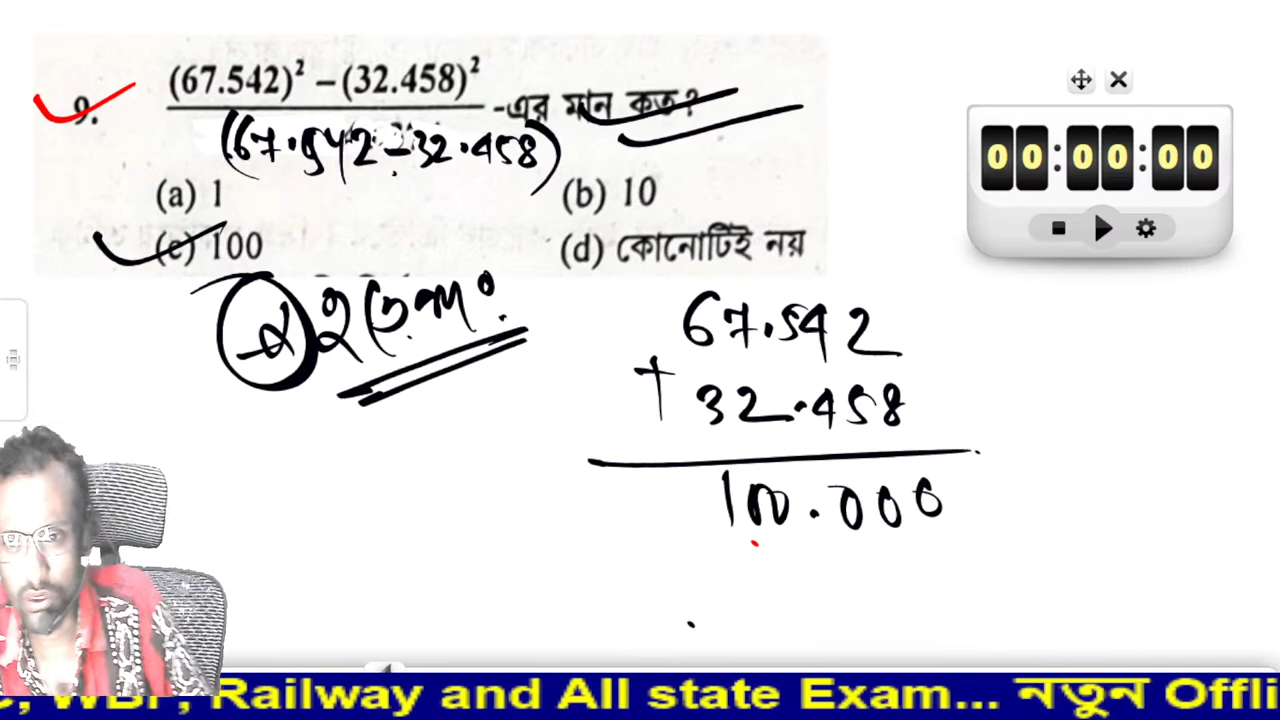 9. (67.542)² – (32.458)² -এর মান কত?
(67.542-32.458)
(a) 1 (b) 10
(c) 100 (d) কোনোটিই নয়
67.542
+ 32.458
100.000
00:00:00
Railway and All state Exam... নতুন Offli